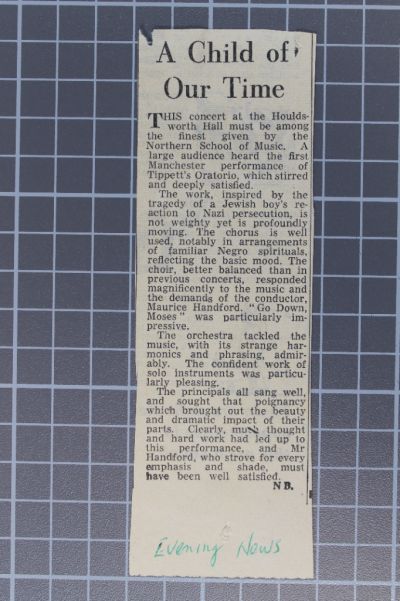 A Child of
Our Time
THIS concert at the Houlds-
worth Hall must be among
the finest given by the
Northern School of Music. A
large audience heard the first
Manchester performance of
Tippett's Oratorio, which stirred
and deeply satisfied.
The work, inspired by the
tragedy of a Jewish boy's re-
action to Nazi persecution, is
not weighty yet is profoundly
moving. The chorus is well
used, notably in arrangements
of familiar Negro spirituals,
reflecting the basic mood. The
choir, better balanced than in
previous concerts, responded
magnificently to the music and
the demands of the conductor,
Maurice Handford. "Go Down,
Moses" was particularly im-
pressive.
The orchestra tackled the
music, with its strange har-
monics and phrasing, admir-
ably. The confident work of
solo instruments was particu-
larly pleasing.
The principals all sang well,
and sought that poignancy
which brought out the beauty
and dramatic impact of their
parts. Clearly, much thought
and hard work had led up to
this performance, and Mr
Handford, who strove for every
emphasis and shade, must
have been well satisfied.
N B.
Evening News